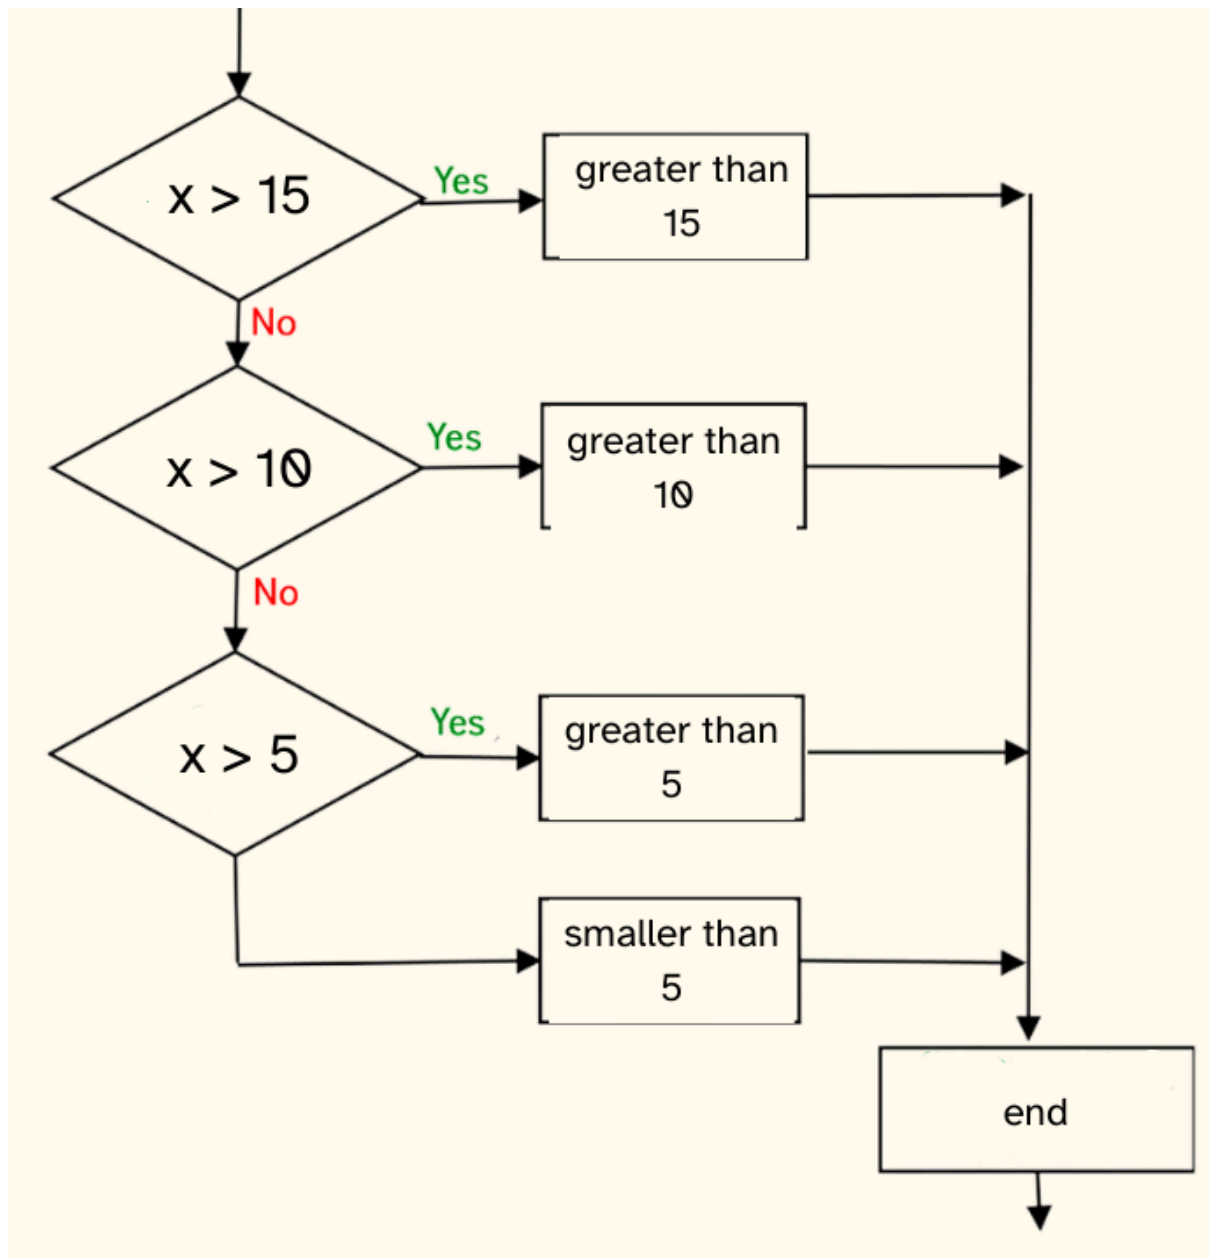 x > 15
Yes
greater than
15
No
x > 10
Yes
greater than
10
No
x > 5
Yes
greater than
5
smaller than
5
end